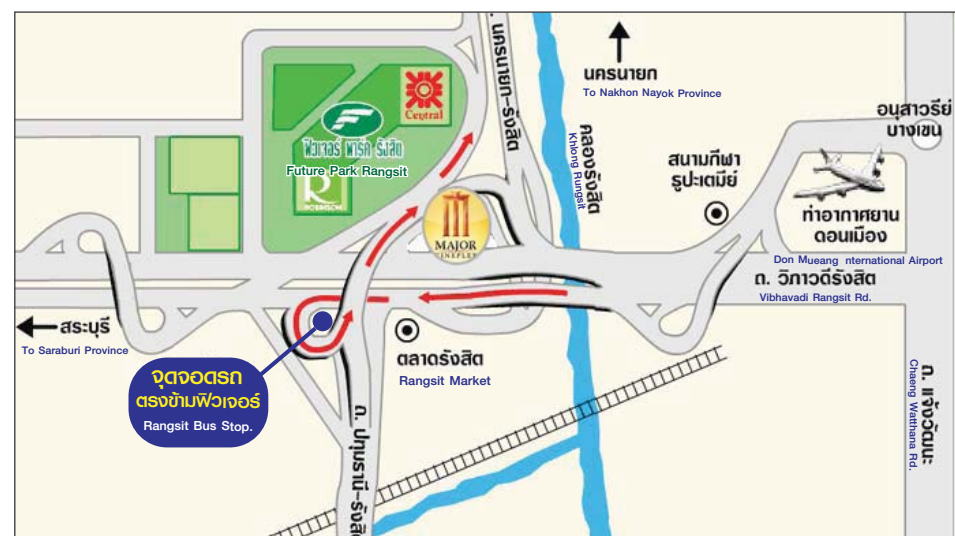 นครนายก
To Nakhon Nayok Province
ถ. นครนายก-รังสิต
คลองรังสิต
Khlong Rungsit
อนุสาวรีย์
บางเขน
Central
ฟิวเจอร์ พาร์ค รังสิต
Future Park Rangsit
R
ROBINSON
สนามกีฬา
ธูปะเตมีย์
ท่าอากาศยาน
ดอนเมือง
Don Mueang nternational Airport
MAJOR
CINEPLEX
ถ. วิภาวดีรังสิต
Vibhavadi Rangsit Rd.
สระบุรี
To Saraburi Province
ตลาดรังสิต
Rangsit Market
จุดจอดรถ
ตรงข้ามฟิวเจอร์
Rangsit Bus Stop.
ถ. ปทุมธานี-รังสิต
ถ. แจ้งวัฒนะ
Chaeng Watthana Rd.